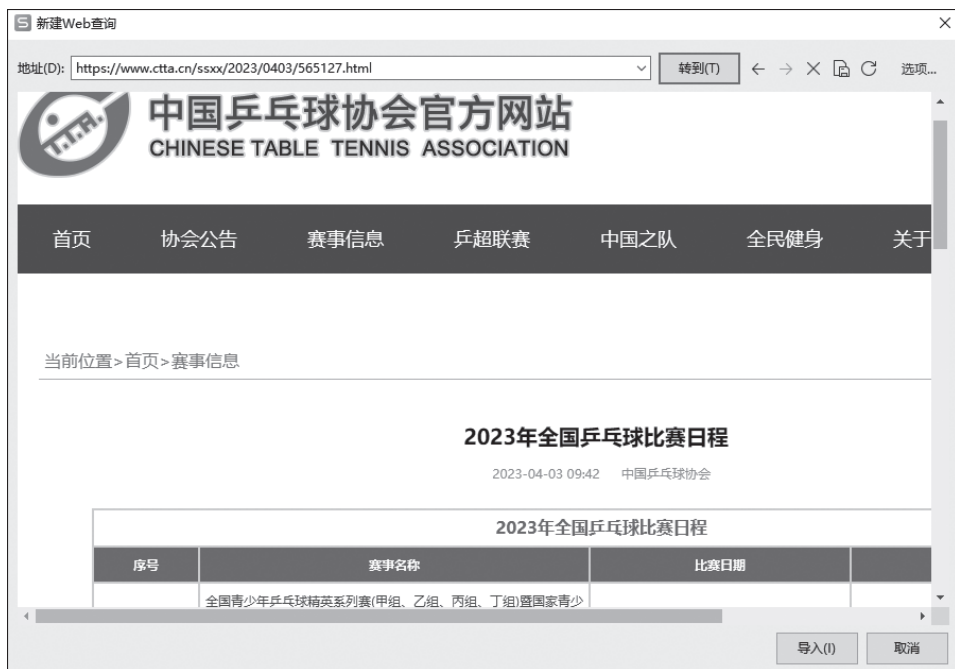 新建Web查询
地址(D): https://www.ctta.cn/ssxx/2023/0403/565127.html 转到(T) 选项...
T.T.A.
中国乒乓球协会官方网站
CHINESE TABLE TENNIS ASSOCIATION
首页 协会公告 赛事信息 乒超联赛 中国之队 全民健身 关于
当前位置>首页>赛事信息
2023年全国乒乓球比赛日程
2023-04-03 09:42 中国乒乓球协会
2023年全国乒乓球比赛日程
序号 赛事名称 比赛日期
全国青少年乒乓球精英系列赛(甲组、乙组、丙组、丁组)暨国家青少
导入(I) 取消